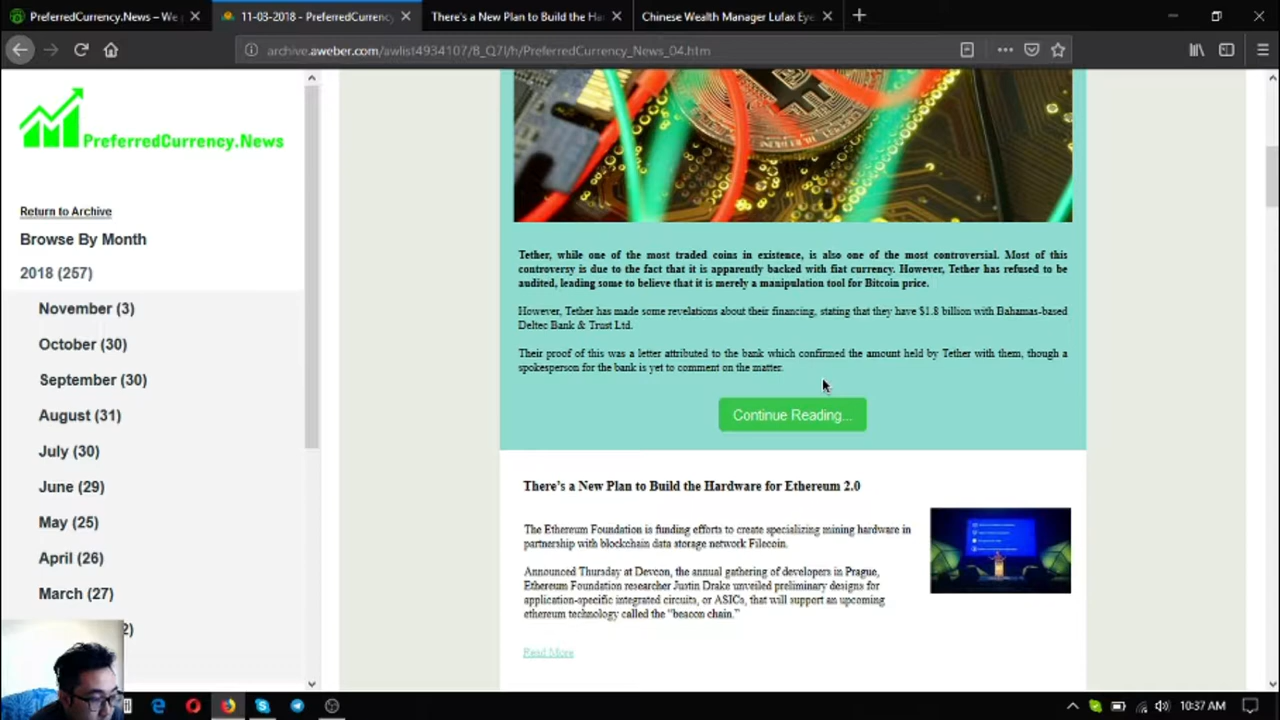 PreferredCurrency.News – We
11-03-2018 - PreferredCurrency
There's a New Plan to Build the Ha
Chinese Wealth Manager Lufax Eye
archive.aweber.com/awlist4934107/8_Q7l/h/PreferredCurrency_News_04.htm
PreferredCurrency.News
Return to Archive
Browse By Month
2018 (257)
November (3)
October (30)
September (30)
August (31)
July (30)
June (29)
May (25)
April (26)
March (27)
2)
Tether, while one of the most traded coins in existence, is also one of the most controversial. Most of this
controversy is due to the fact that it is apparently backed with fiat currency. However, Tether has refused to be
audited, leading some to believe that it is merely a manipulation tool for Bitcoin price.
However, Tether has made some revelations about their financing, stating that they have $1.8 billion with Bahamas-based
Deltec Bank & Trust Ltd.
Their proof of this was a letter attributed to the bank which confirmed the amount held by Tether with them, though a
spokesperson for the bank is yet to comment on the matter.
Continue Reading...
There's a New Plan to Build the Hardware for Ethereum 2.0
The Ethereum Foundation is funding efforts to create specializing mining hardware in
partnership with blockchain data storage network Filecoin.
Announced Thursday at Devcon, the annual gathering of developers in Prague,
Ethereum Foundation researcher Justin Drake unveiled preliminary designs for
application-specific integrated circuits, or ASICs, that will support an upcoming
ethereum technology called the "beacon chain."
Read More
10:37 AM